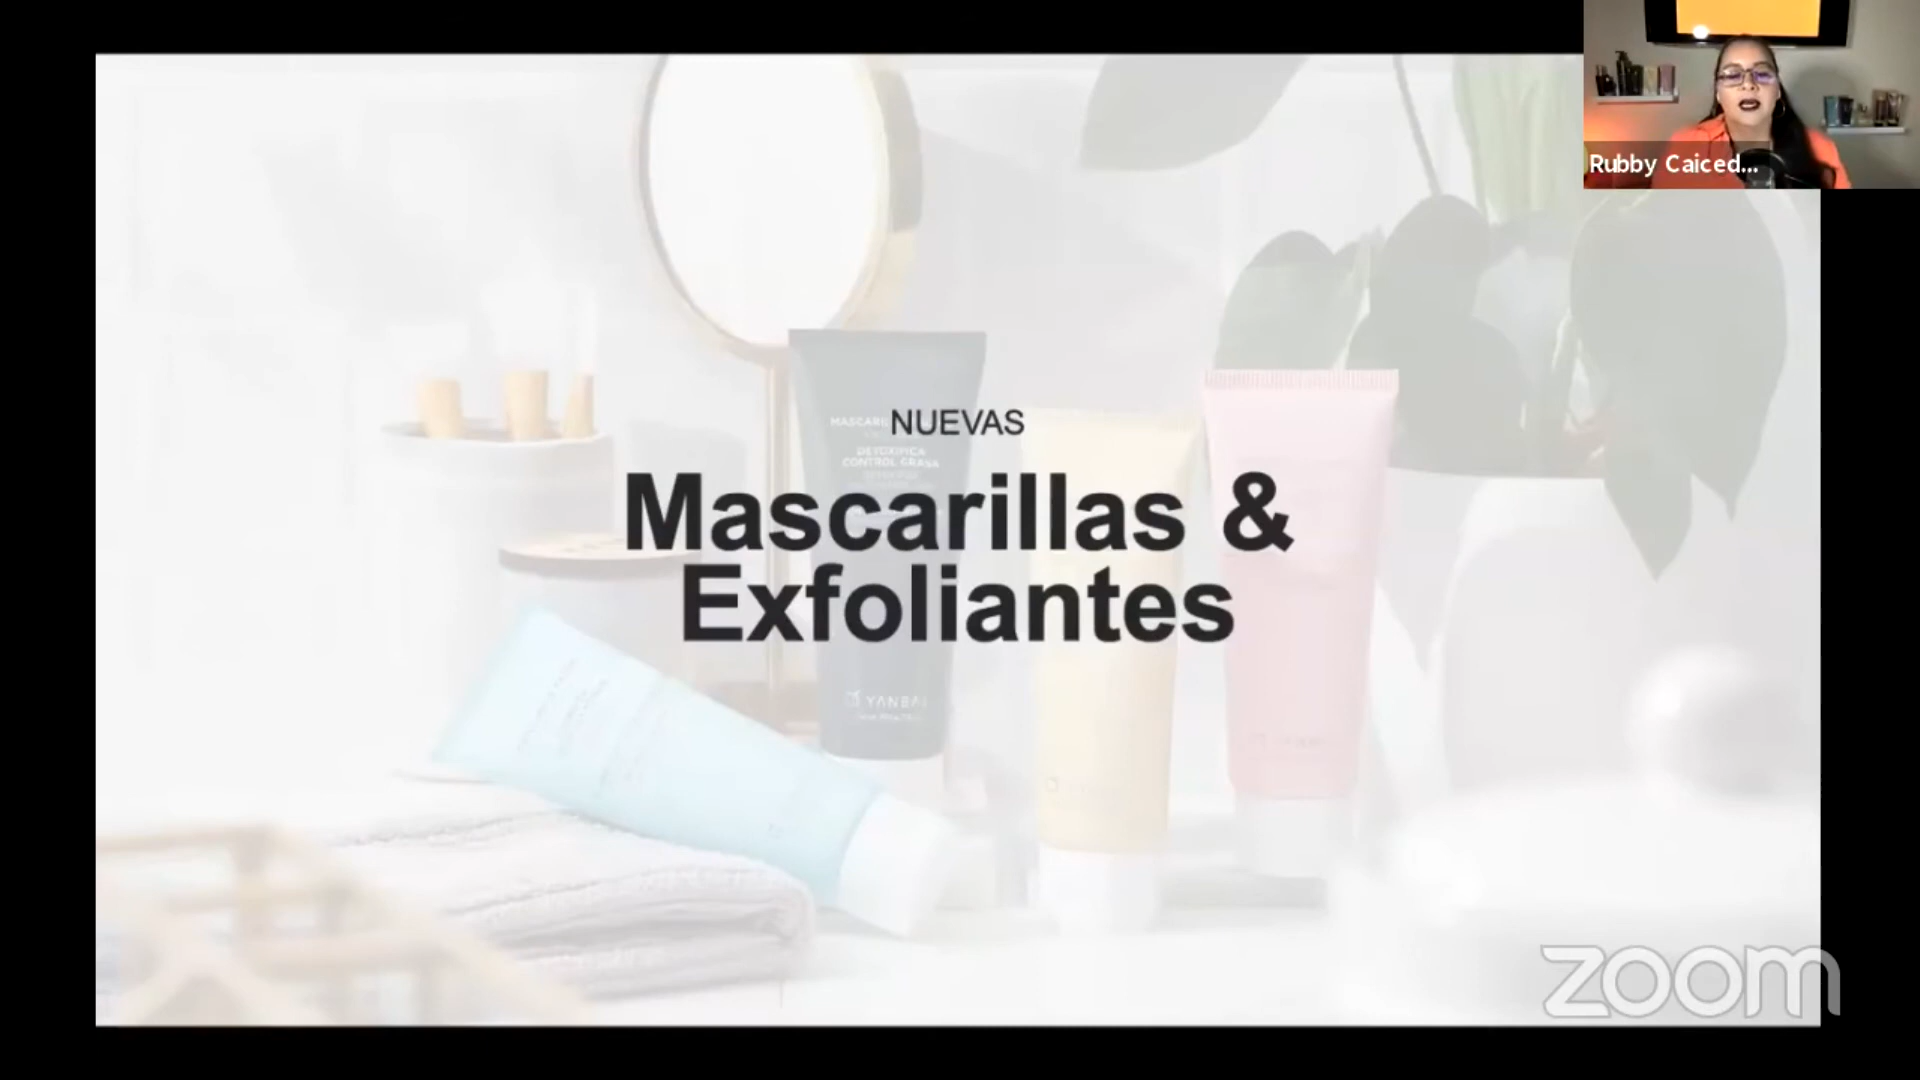 Rubby Caiced...
NUEVAS
Mascarillas &
Exfoliantes
DETOXIFICA
CONTROL GRASA
YANBAL
zoom